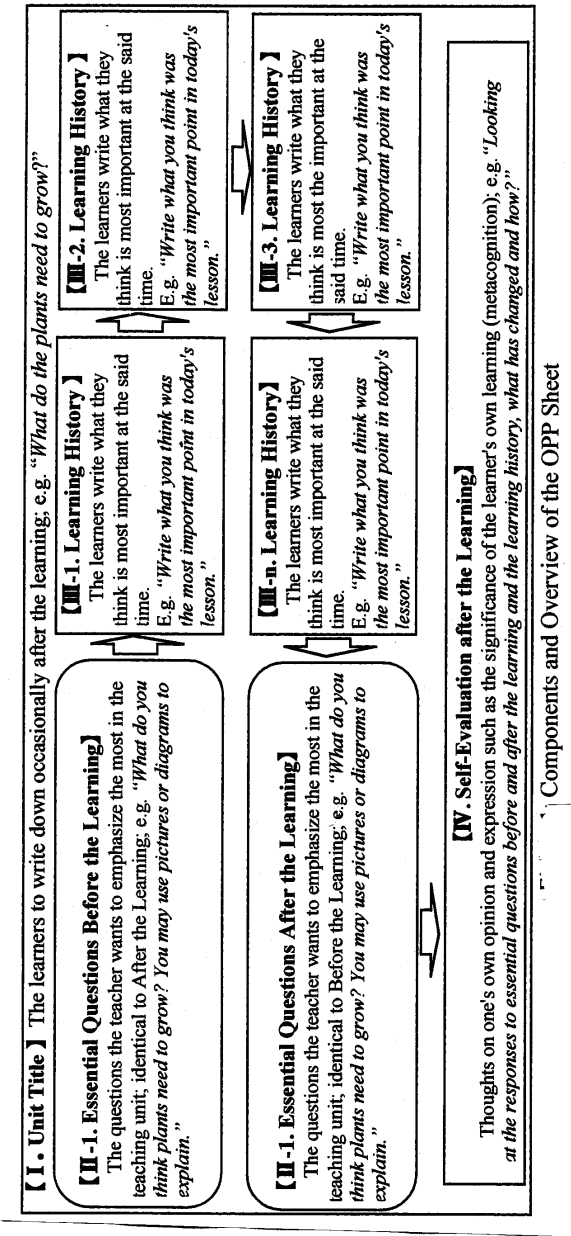 【Ⅰ. Unit Title】 The learners to write down occasionally after the learning; e.g. “What do the plants need to grow?”
【Ⅱ-1. Essential Questions Before the Learning】
The questions the teacher wants to emphasize the most in the
teaching unit; identical to After the Learning; e.g. “What do you
think plants need to grow? You may use pictures or diagrams to
explain.”
【Ⅲ-1. Learning History】
The learners write what they
think is most important at the said
time.
E.g. “Write what you think was
the most important point in today's
lesson.”
【Ⅲ-2. Learning History】
The learners write what they
think is most important at the said
time.
E.g. “Write what you think was
the most important point in today's
lesson.”
【Ⅲ-3. Learning History】
The learners write what they
think is most the important at the
said time.
E.g. “Write what you think was
the most important point in today's
lesson.”
【Ⅲ-n. Learning History】
The learners write what they
think is most important at the said
time.
E.g. “Write what you think was
the most important point in today's
lesson.”
【Ⅱ-1. Essential Questions After the Learning】
The questions the teacher wants to emphasize the most in the
teaching unit; identical to Before the Learning; e.g. “What do you
think plants need to grow? You may use pictures or diagrams to
explain.”
【Ⅳ. Self-Evaluation after the Learning】
Thoughts on one's own opinion and expression such as the significance of the learner's own learning (metacognition); e.g. “Looking
at the responses to essential questions before and after the learning and the learning history, what has changed and how?”
Components and Overview of the OPP Sheet